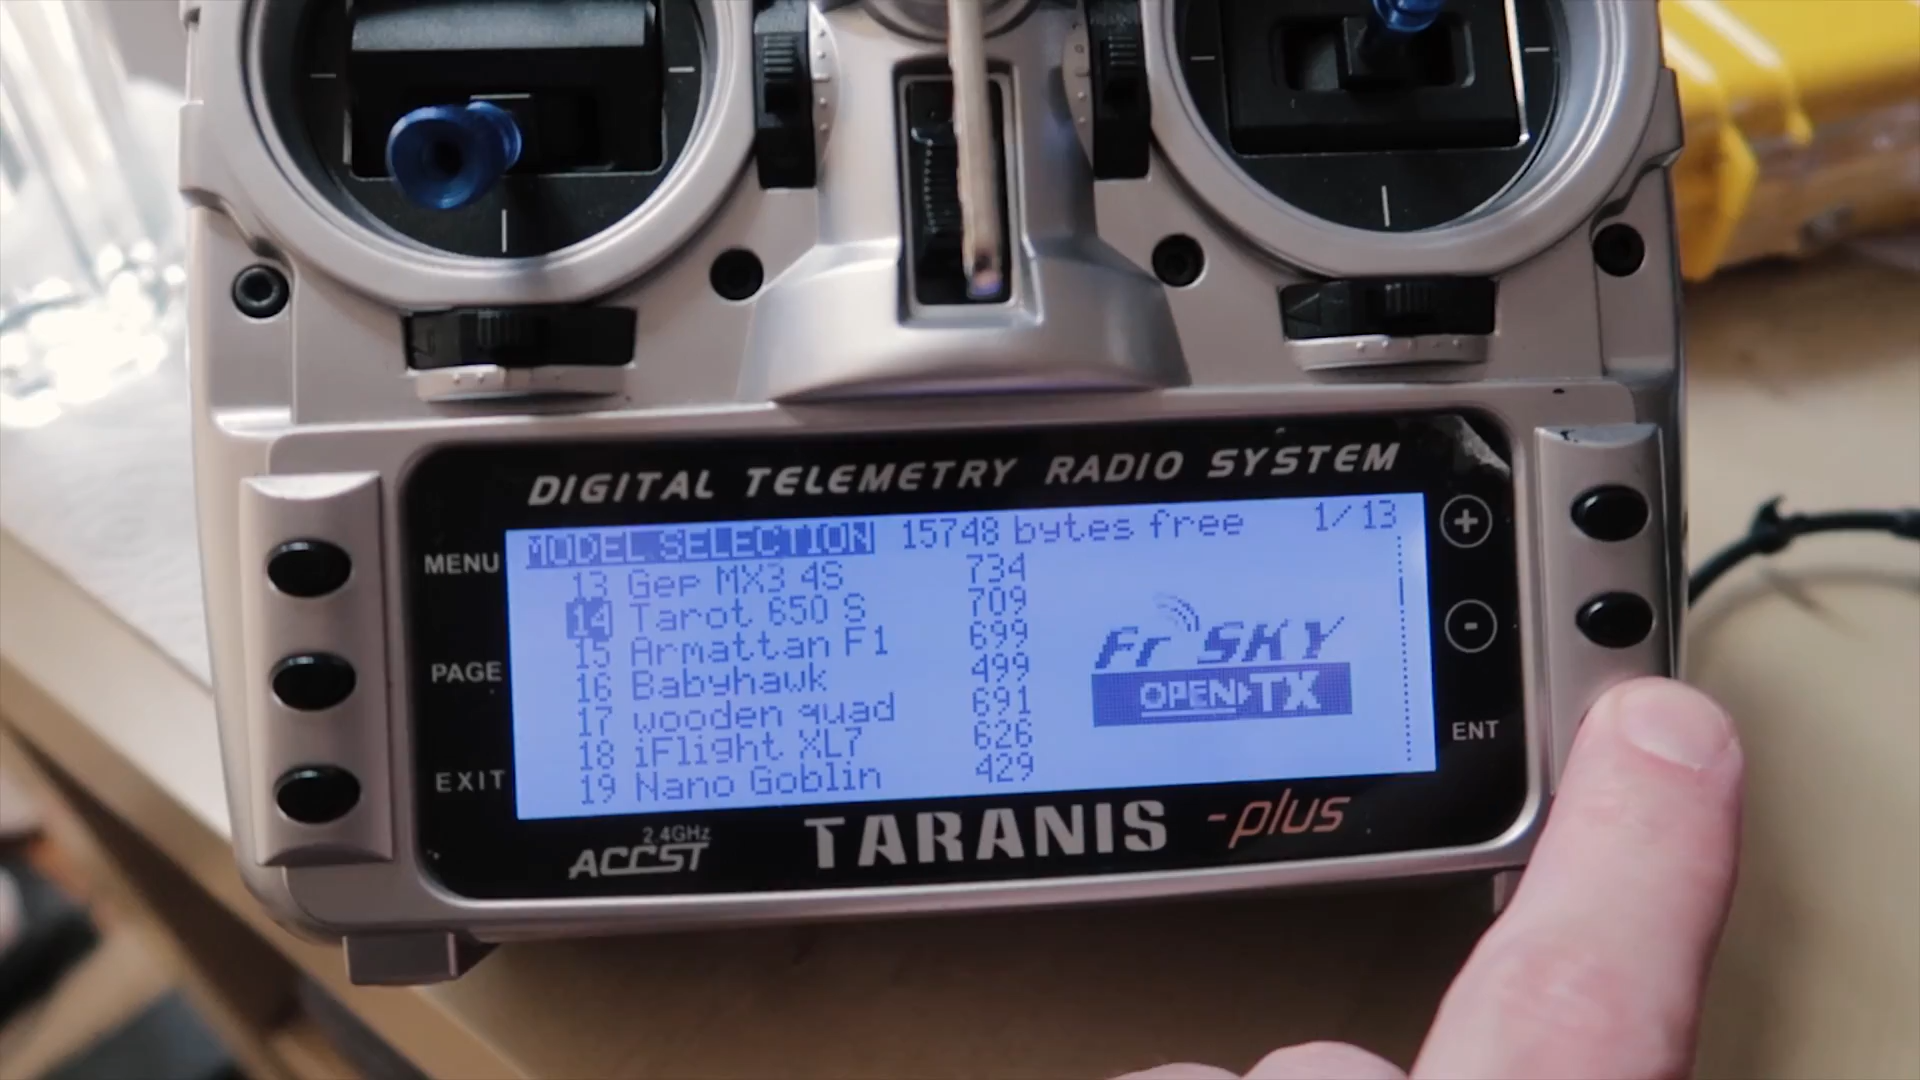 DIGITAL TELEMETRY RADIO SYSTEM
MODEL SELECTION 15748 bytes free 1/13
13 Gep MX3 4S 734
14 Tarot 650 S 709
15 Armattan F1 699
16 Babyhawk 499
17 wooden quad 691
18 iFlight XL7 626
19 Nano Goblin 429
FrSKY
OPEN TX
MENU
PAGE
EXIT
+
-
ENT
2.4GHz
ACCST
TARANIS -plus